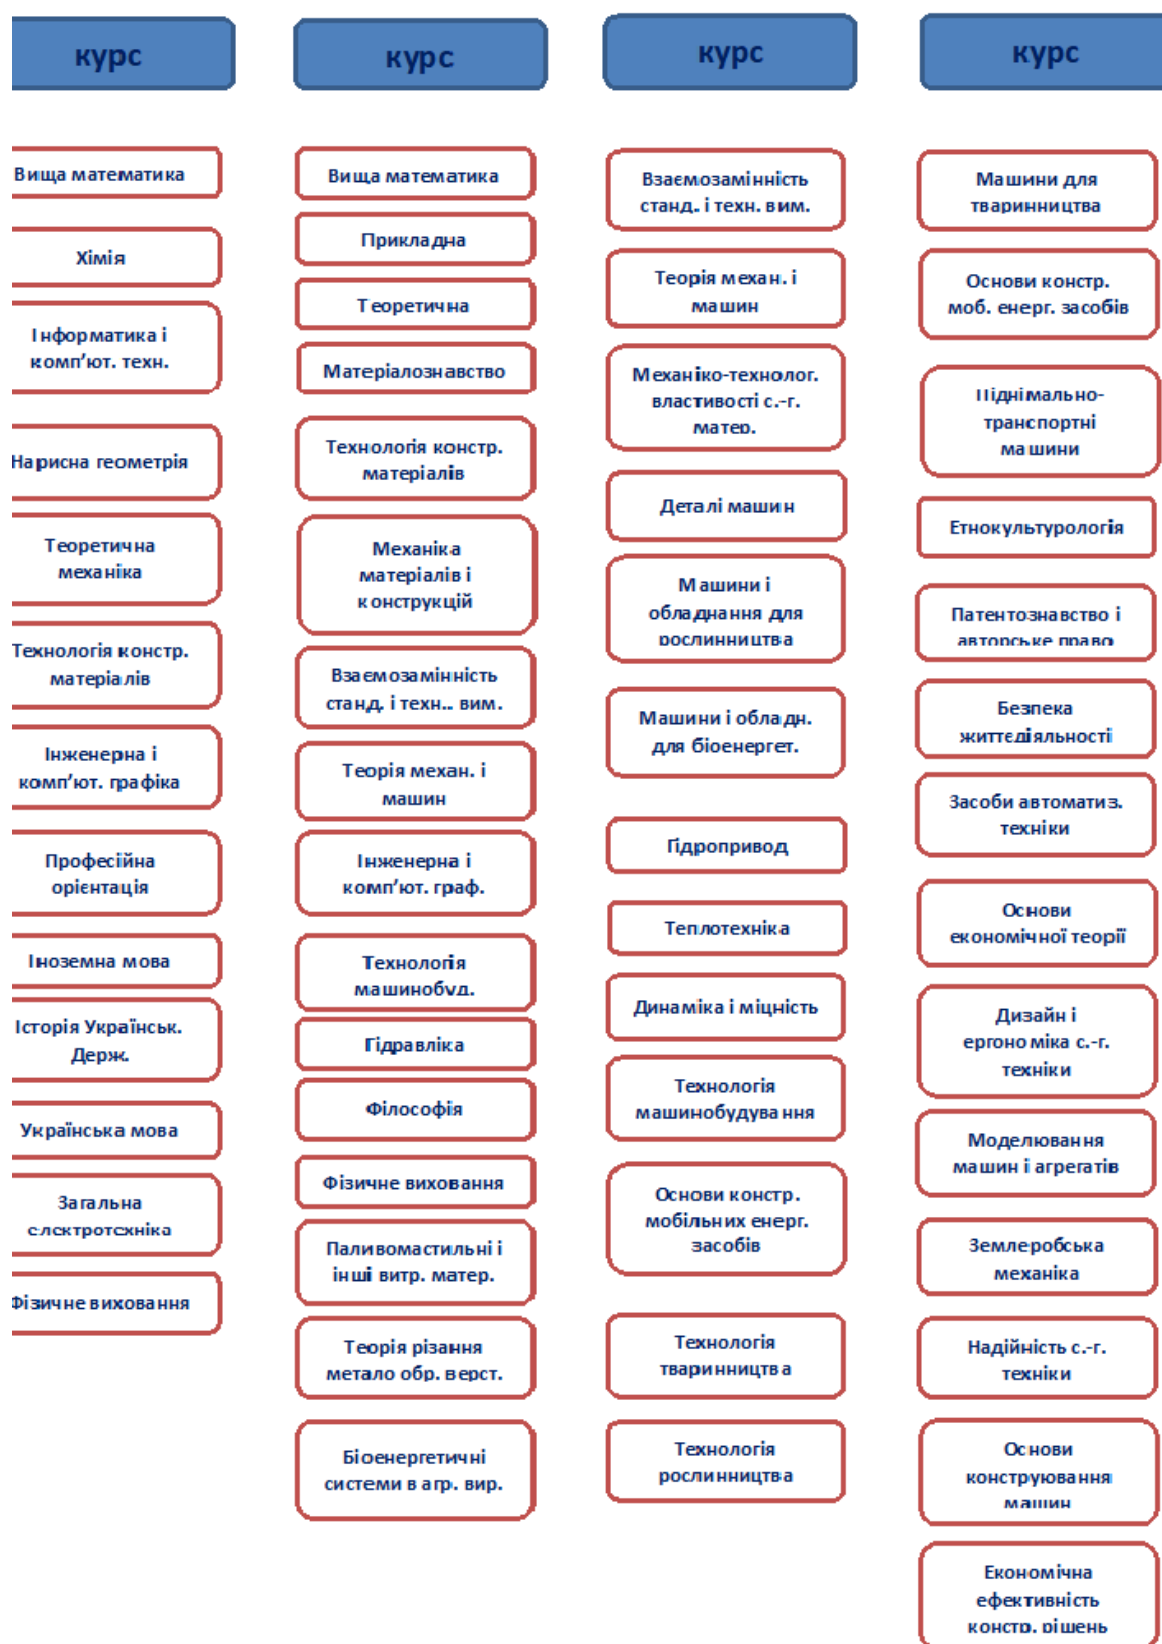 курс
Вища математика
Хімія
Інформатика і
комп’ют. техн.
Нарисна геометрія
Теоретична
механіка
Технологія констр.
матеріалів
Інженерна і
комп’ют. графіка
Професійна
орієнтація
Іноземна мова
Історія Українськ.
Держ.
Українська мова
Загальна
електротехніка
Фізичне виховання
курс
Вища математика
Прикладна
Теоретична
Матеріалознавство
Технологія констр.
матеріалів
Механіка
матеріалів і
конструкцій
Взаємозамінність
станд. і техн.. вим.
Теорія механ. і
машин
Інженерна і
комп’ют. граф.
Технологія
машинобуд.
Гідравліка
Філософія
Фізичне виховання
Паливомастильні і
інші витр. матер.
Теорія різання
метало обр. верст.
Біоенергетичні
системи в агр. вир.
курс
Взаємозамінність
станд. і техн. вим.
Теорія механ. і
машин
Механіко-технолог.
властивості с.-г.
матер.
Деталі машин
Машини і
обладнання для
рослинництва
Машини і обладн.
для біоенергет.
Гідропривод
Теплотехніка
Динаміка і міцність
Технологія
машинобудування
Основи констр.
мобільних енерг.
засобів
Технологія
тваринництва
Технологія
рослинництва
курс
Машини для
тваринництва
Основи констр.
моб. енерг. засобів
Піднімально-
транспортні
машини
Етнокультурологія
Патентознавство і
авторське право
Безпека
життєдіяльності
Засоби автоматиз.
техніки
Основи
економічної теорії
Дизайн і
ергономіка с.-г.
техніки
Моделювання
машин і агрегатів
Землеробська
механіка
Надійність с.-г.
техніки
Основи
конструювання
машин
Економічна
ефективність
констр. рішень